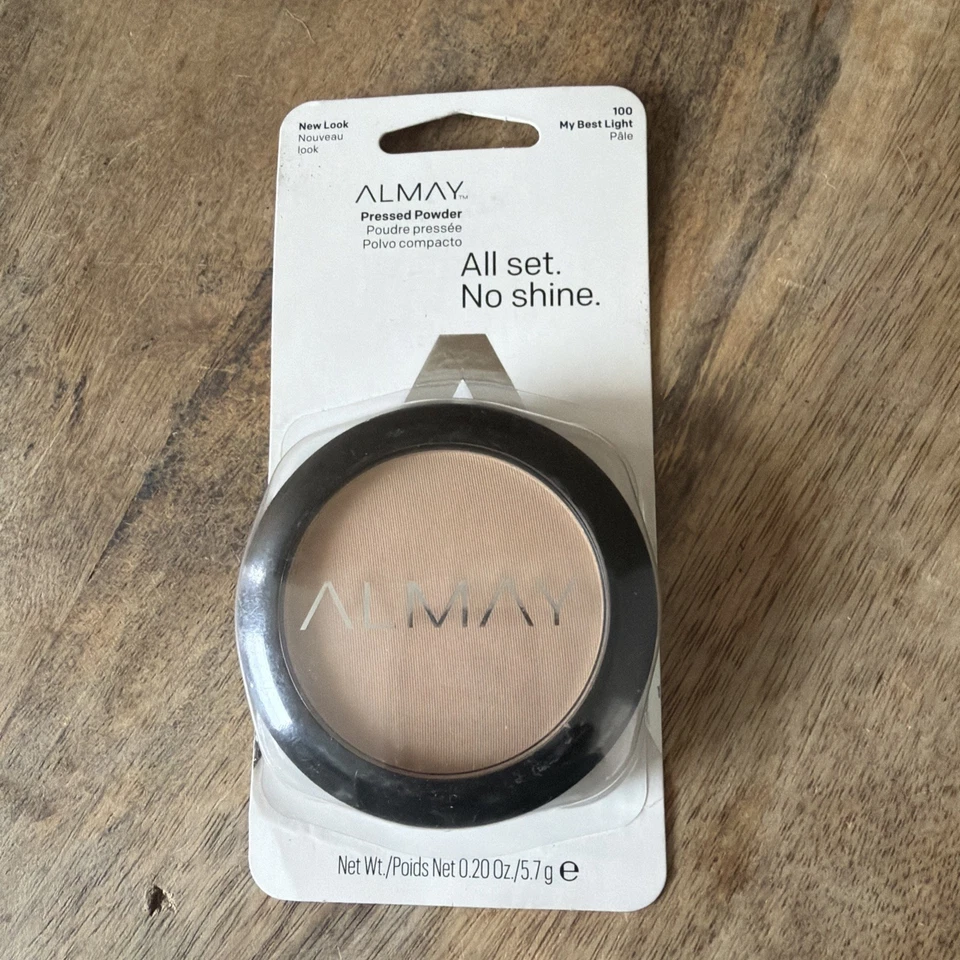 New Look
Nouveau
look
100
My Best Light
Pâle
ALMAY™
Pressed Powder
Poudre pressée
Polvo compacto
All set.
No shine.
ALMAY
Net Wt./Poids Net 0.20 Oz./5.7 g ℮